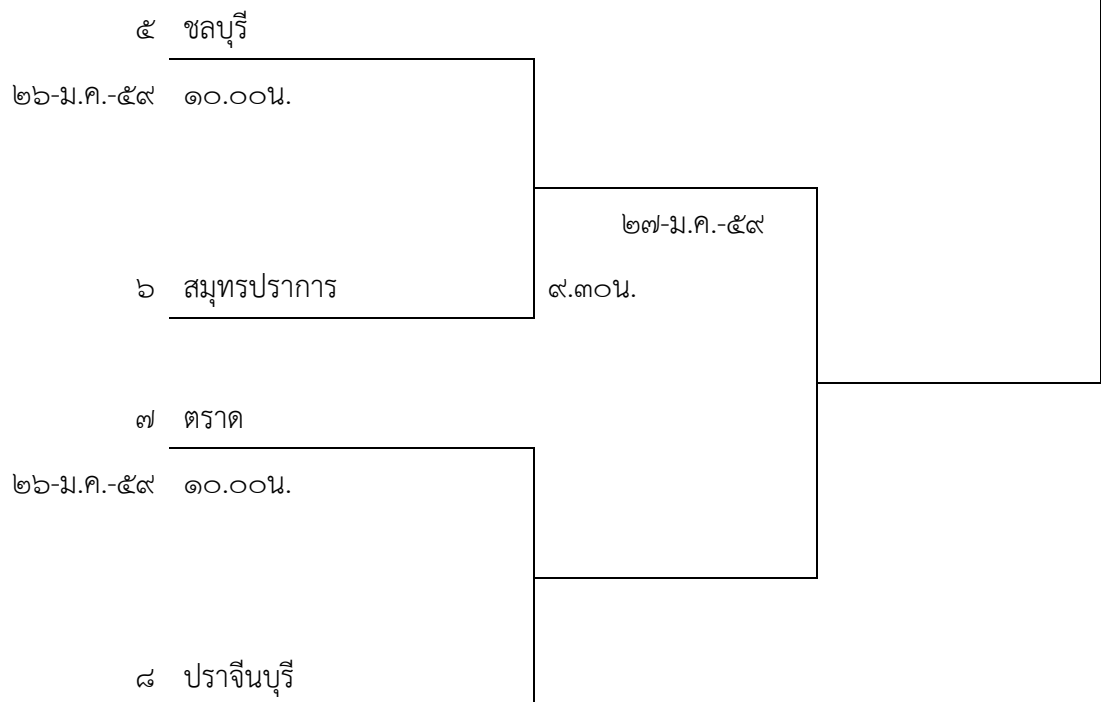 ๕ ชลบุรี
๒๖-ม.ค.-๕๙ ๑๐.๐๐น.
๒๗-ม.ค.-๕๙
๖ สมุทรปราการ ๙.๓๐น.
๗ ตราด
๒๖-ม.ค.-๕๙ ๑๐.๐๐น.
๘ ปราจีนบุรี